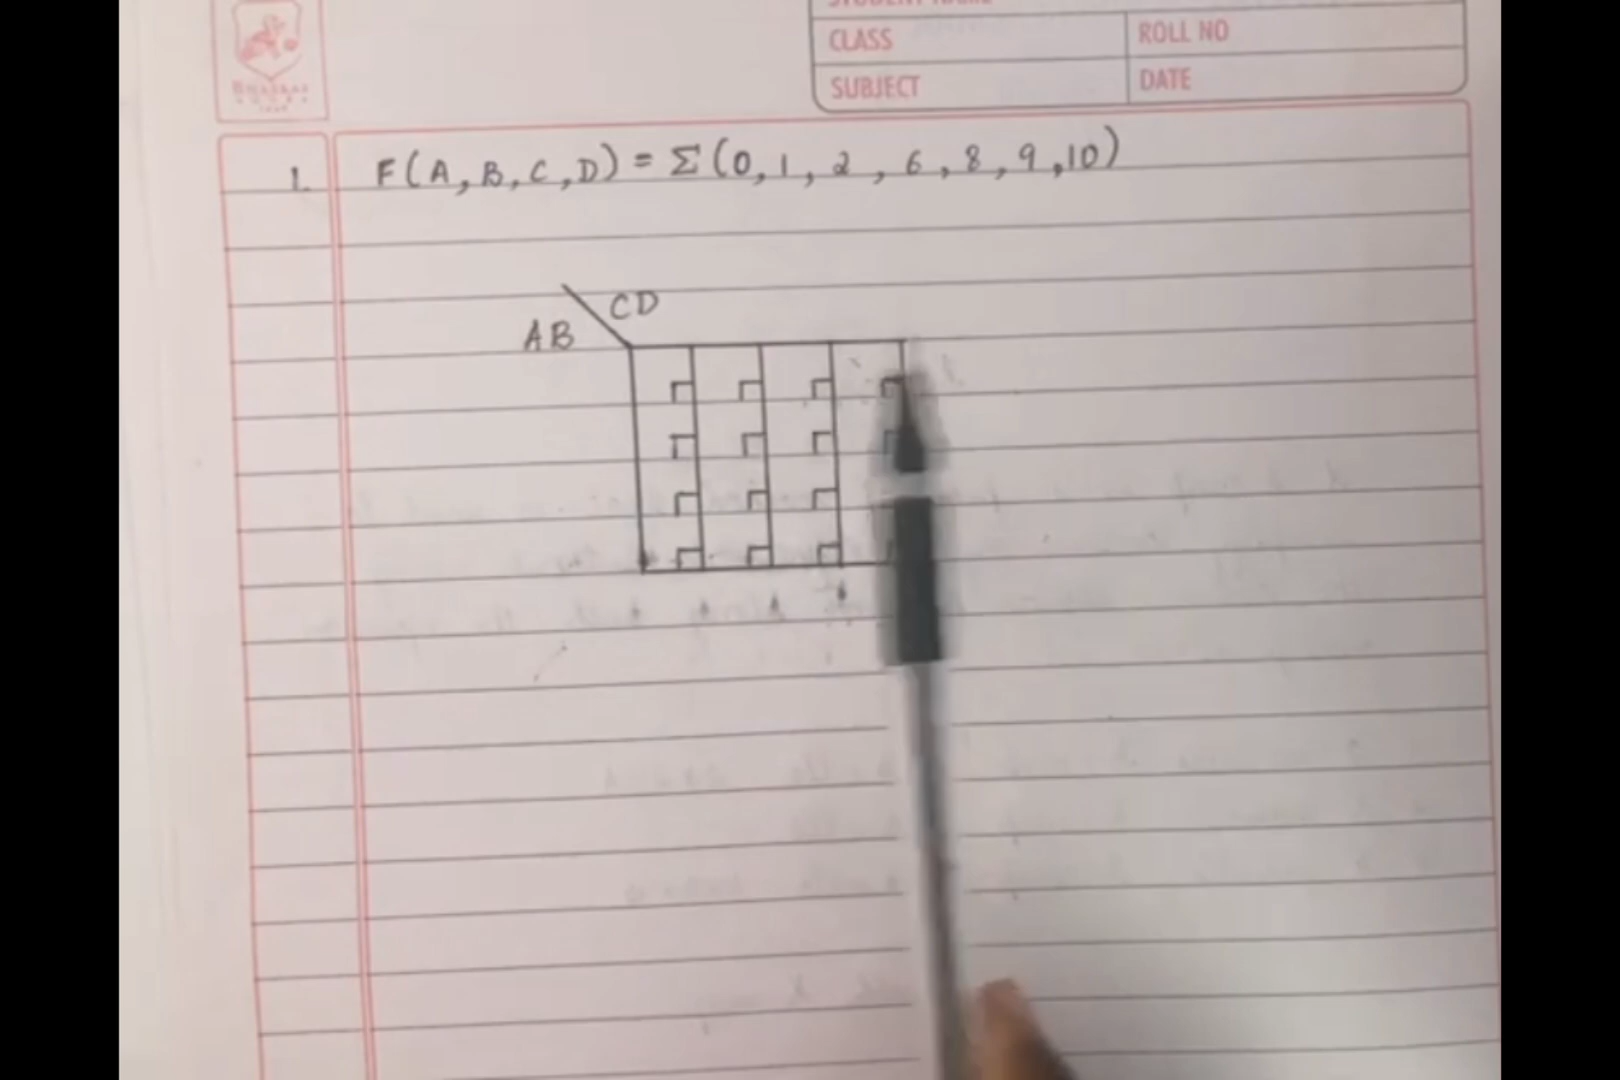 CLASS
ROLL NO
SUBJECT
DATE
1. F(A,B,C,D) = Σ(0,1,2,6,8,9,10)
CD
AB